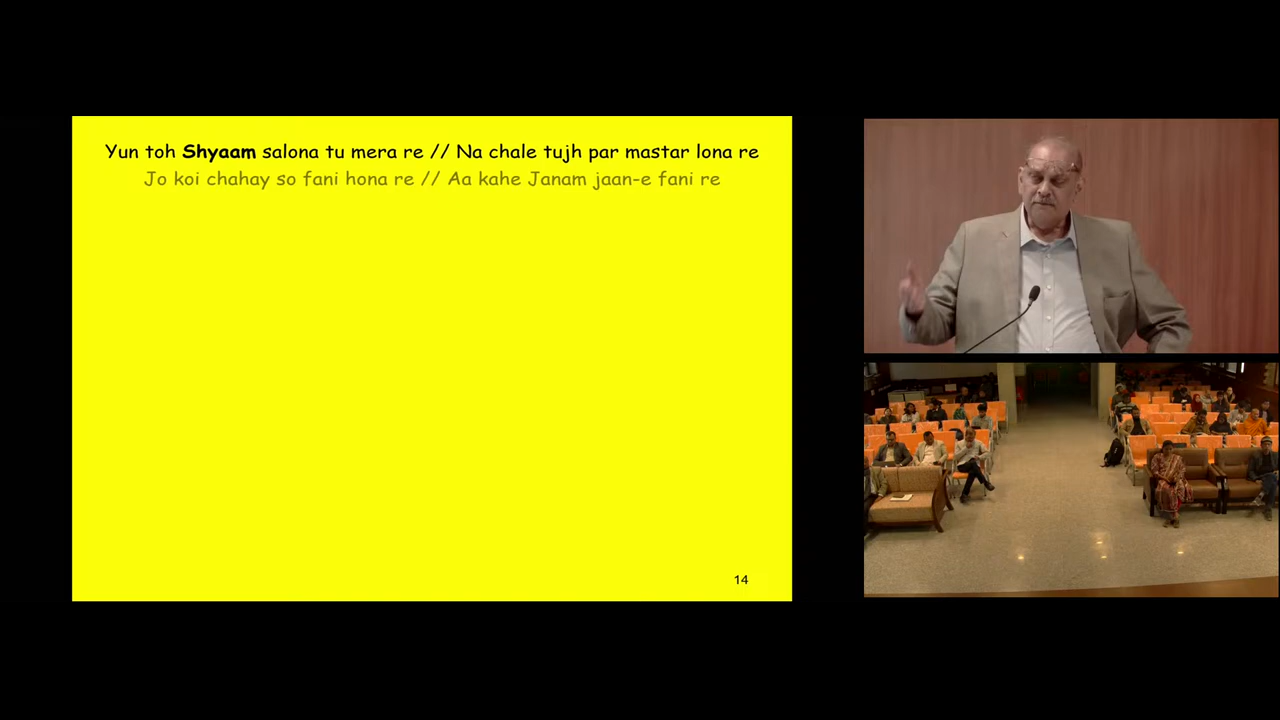 Yun toh Shyaam salona tu mera re // Na chale tujh par mastar lona re
Jo koi chahay so fani hona re // Aa kahe Janam jaan-e fani re
14